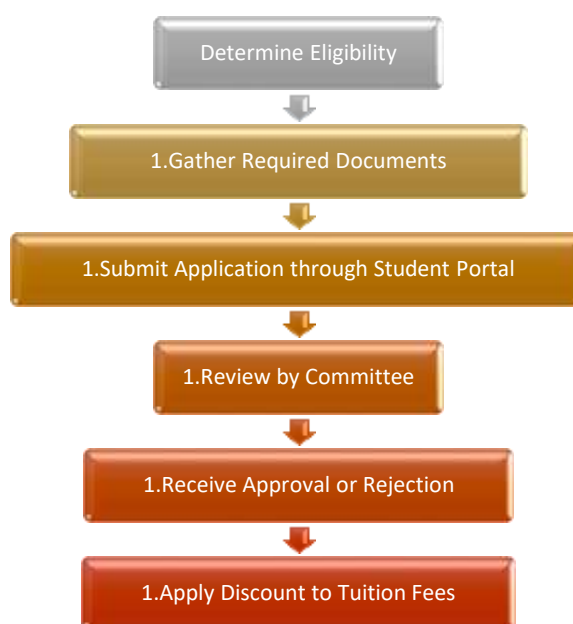 Determine Eligibility
1.Gather Required Documents
1.Submit Application through Student Portal
1.Review by Committee
1.Receive Approval or Rejection
1.Apply Discount to Tuition Fees